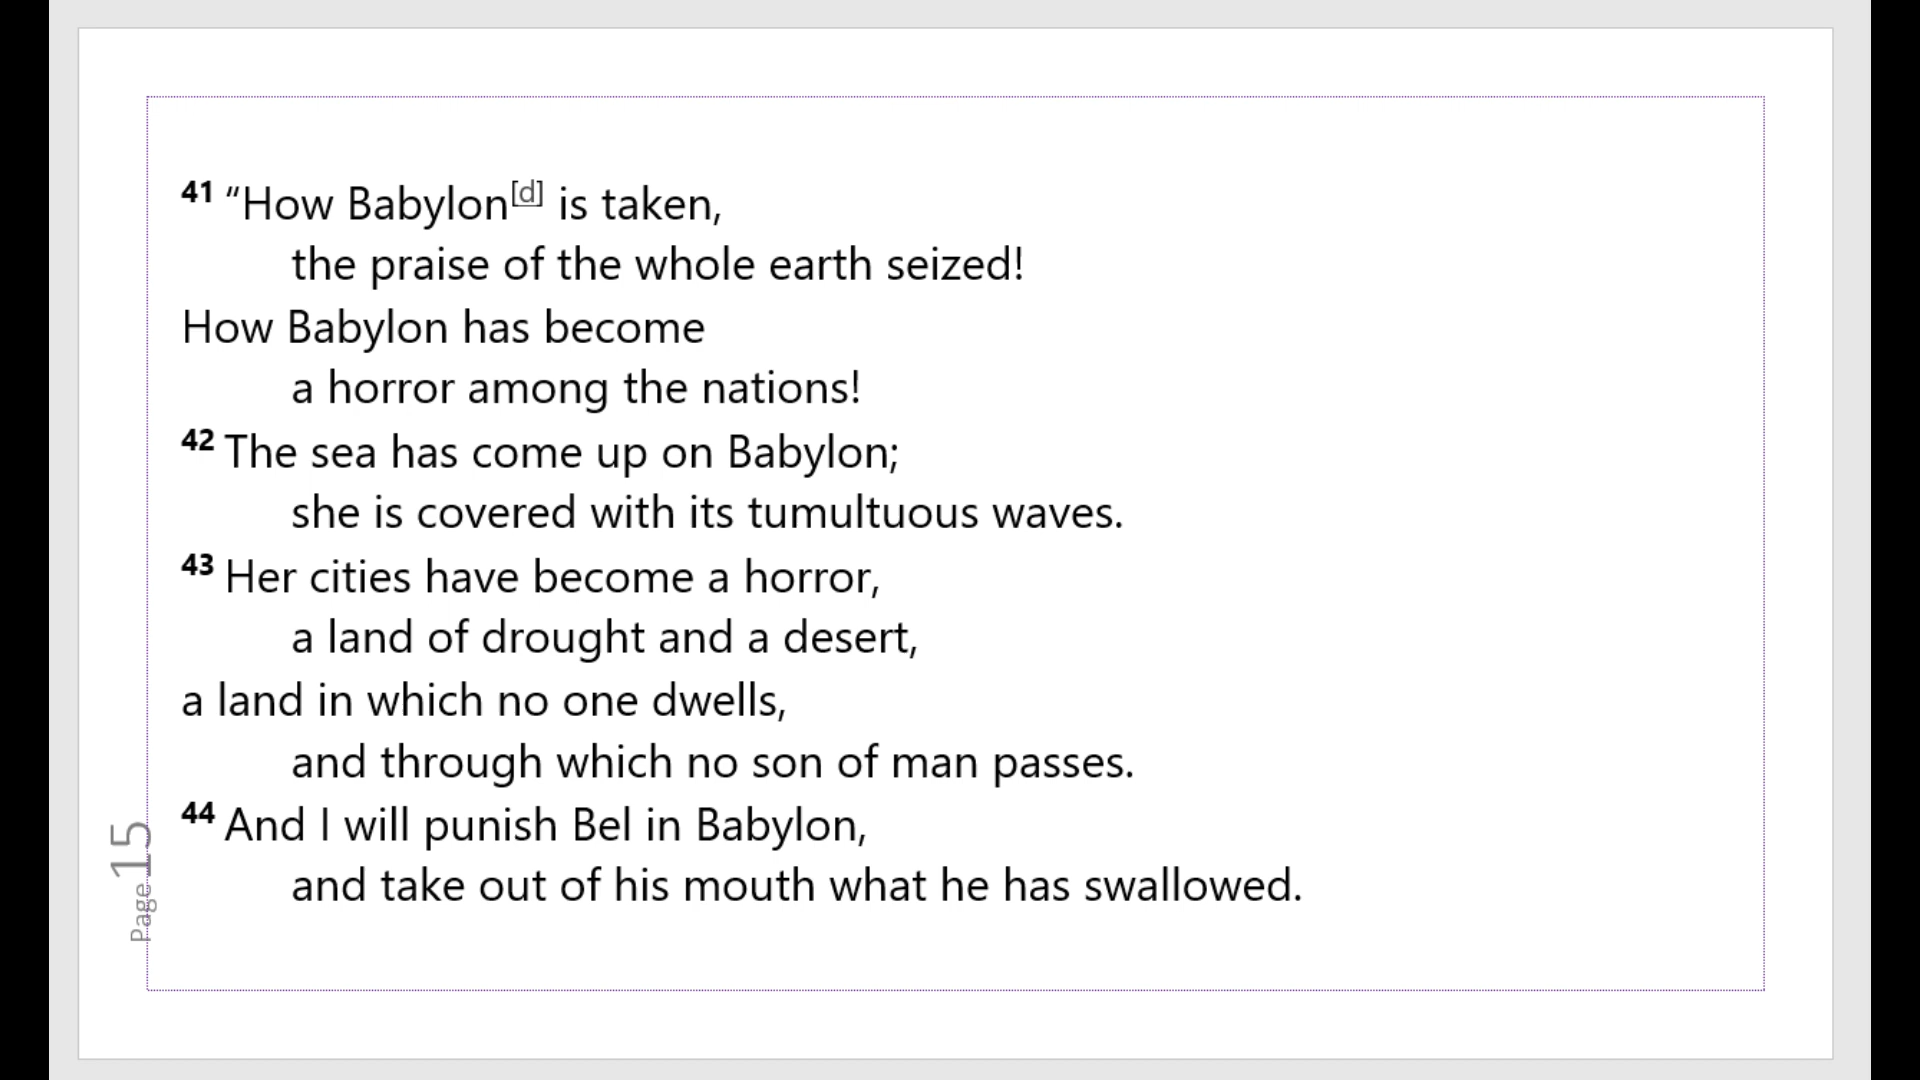 41 “How Babylon[d] is taken,
the praise of the whole earth seized!
How Babylon has become
a horror among the nations!
42 The sea has come up on Babylon;
she is covered with its tumultuous waves.
43 Her cities have become a horror,
a land of drought and a desert,
a land in which no one dwells,
and through which no son of man passes.
44 And I will punish Bel in Babylon,
and take out of his mouth what he has swallowed.
Page 15